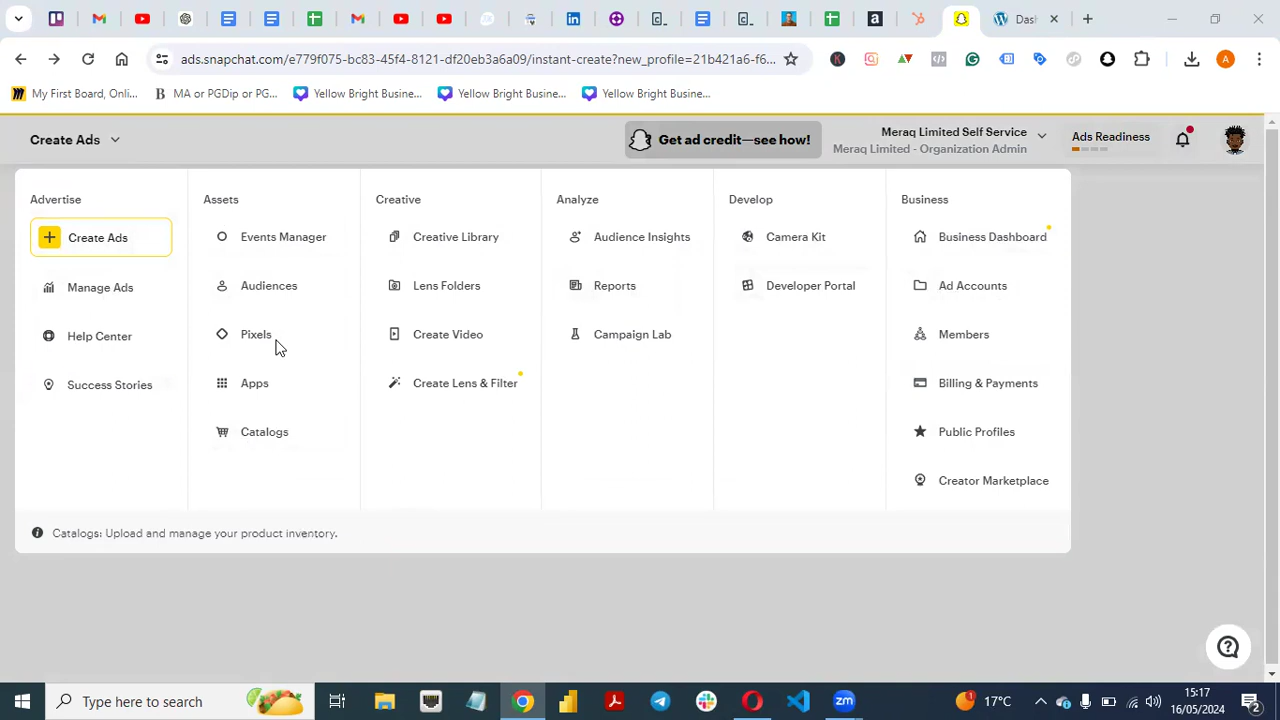 ads.snapchat.com/e779f075-bc82-45f4-8121-df20eb3a6a09/instant-create?new_profile=21b421a6-f6...
Dash
A
My First Board, Onli...
MA or PGDip or PG...
Yellow Bright Busine...
Yellow Bright Busine...
Yellow Bright Busine...
Create Ads
Get ad credit—see how!
Meraq Limited Self Service
Meraq Limited - Organization Admin
Ads Readiness
Advertise
Create Ads
Manage Ads
Help Center
Success Stories
Assets
Events Manager
Audiences
Pixels
Apps
Catalogs
Creative
Creative Library
Lens Folders
Create Video
Create Lens & Filter
Analyze
Audience Insights
Reports
Campaign Lab
Develop
Camera Kit
Developer Portal
Business
Business Dashboard
Ad Accounts
Members
Billing & Payments
Public Profiles
Creator Marketplace
Catalogs: Upload and manage your product inventory.
Type here to search
17°C
15:17
16/05/2024